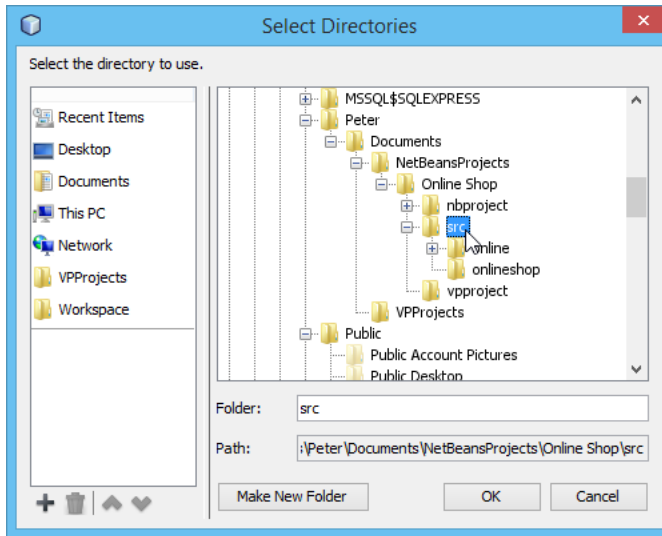 Select Directories
Select the directory to use.
Recent Items
Desktop
Documents
This PC
Network
VPProjects
Workspace
MSSQL$SQLEXPRESS
Peter
Documents
NetBeansProjects
Online Shop
nbproject
src
online
onlineshop
vpproject
VPProjects
Public
Public Account Pictures
Public Desktop
Folder: src
Path: :\Peter\Documents\NetBeansProjects\Online Shop\src
Make New Folder OK Cancel